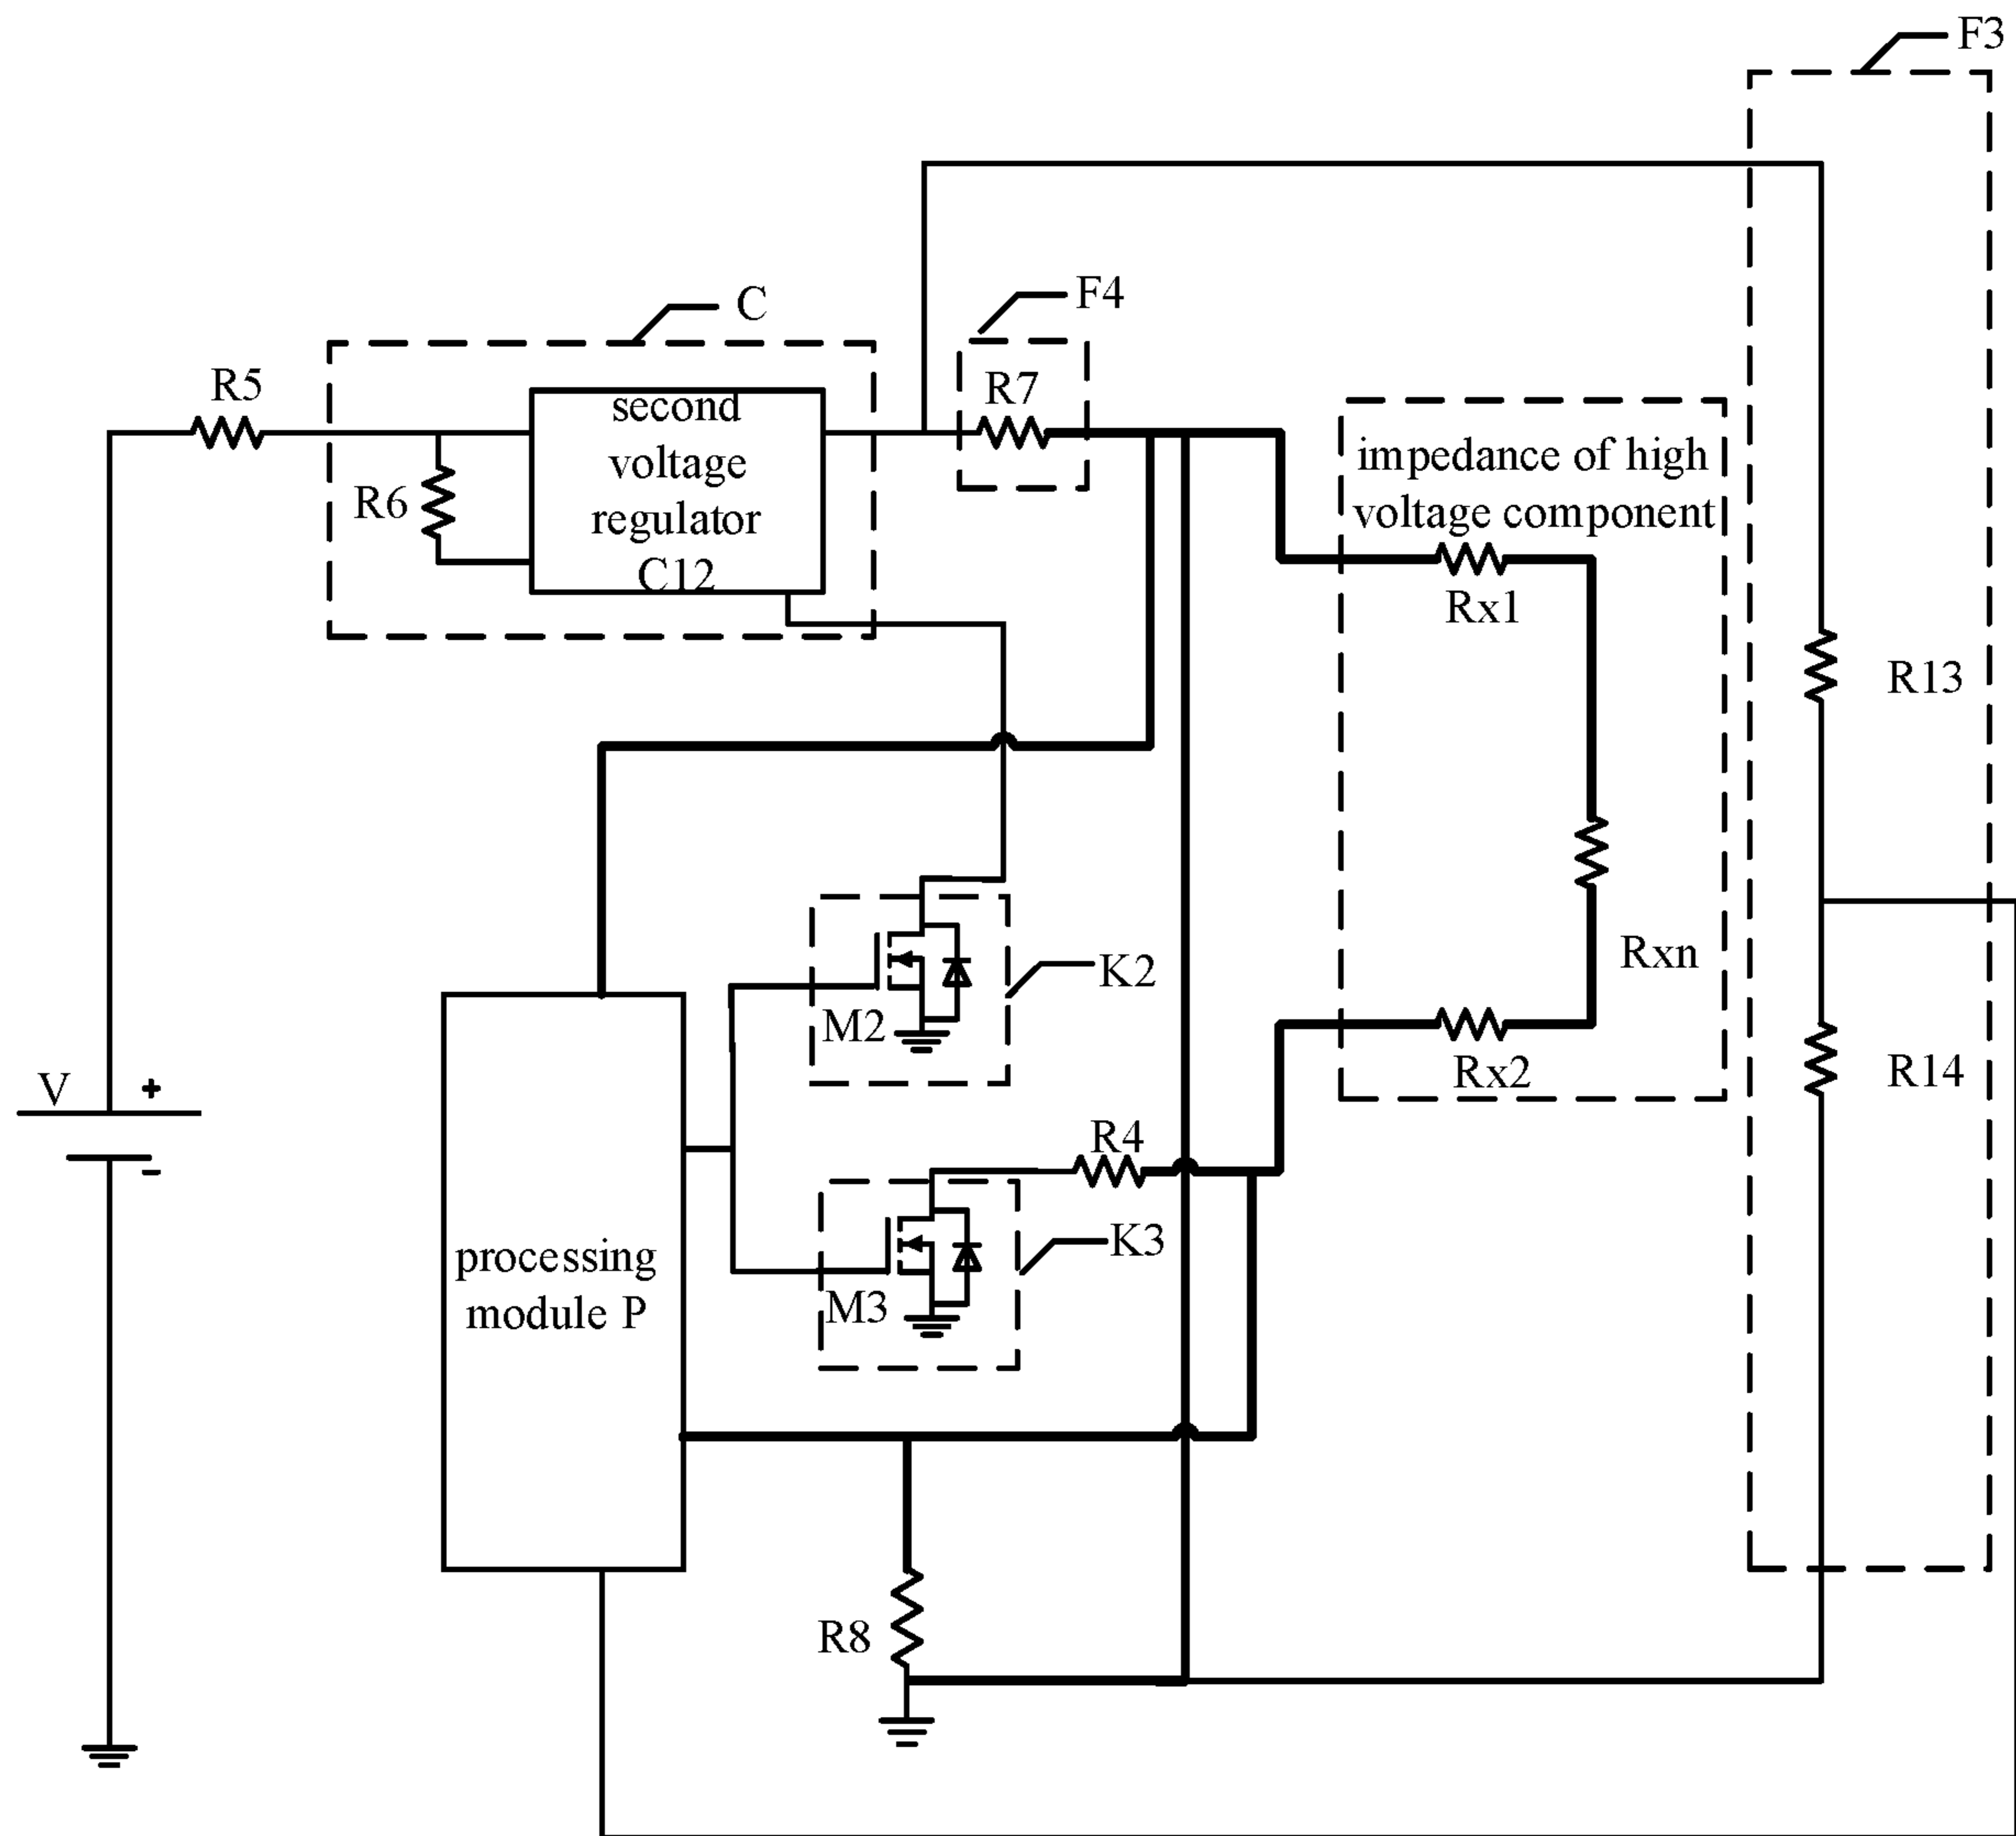 F3
F4
C
R5
R7
second
voltage
regulator
C12
R6
impedance of high
voltage component
Rx1
R13
Rxn
K2
M2
Rx2
R14
V
+
-
R4
K3
M3
processing
module P
R8